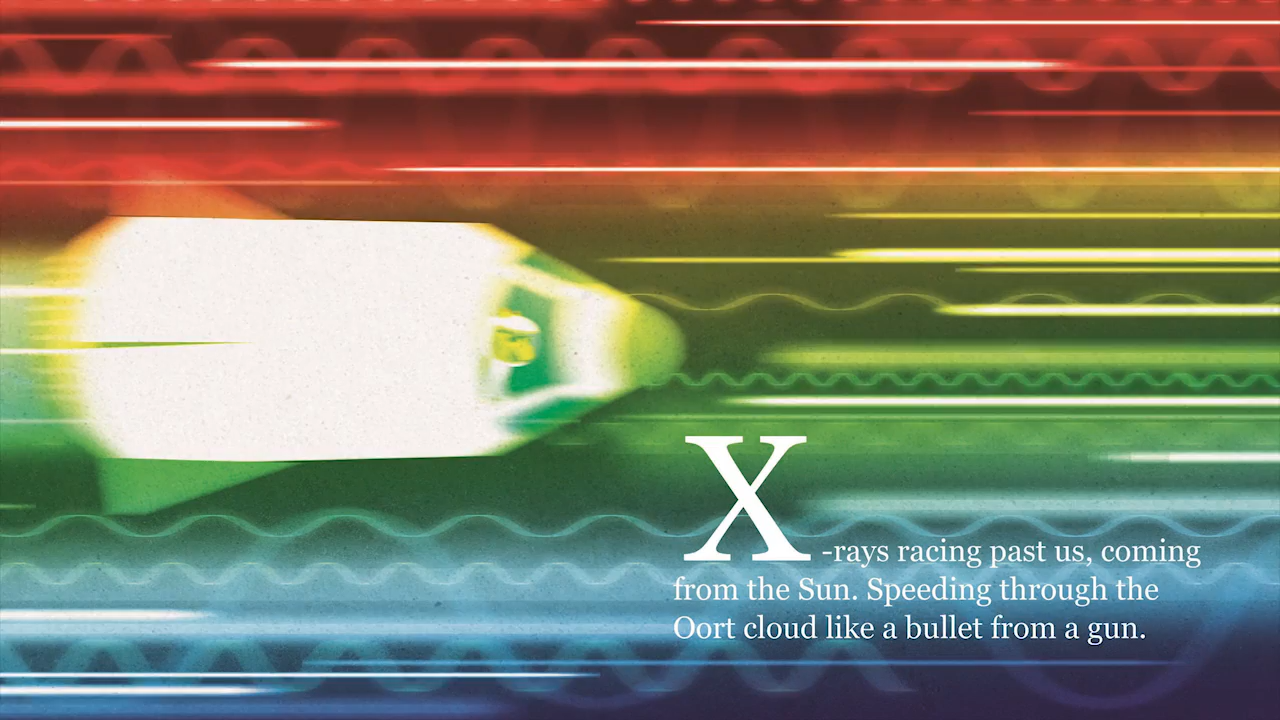 X-rays racing past us, coming
from the Sun. Speeding through the
Oort cloud like a bullet from a gun.